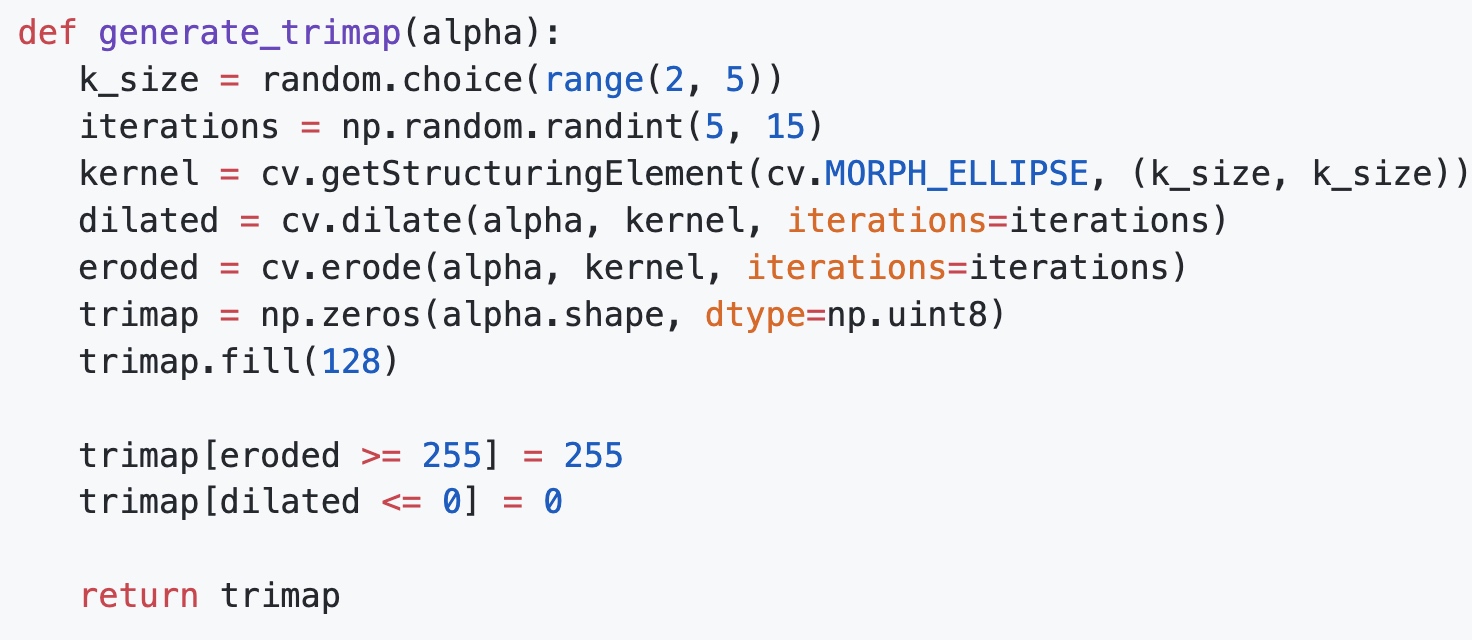 def generate_trimap(alpha):
   k_size = random.choice(range(2, 5))
   iterations = np.random.randint(5, 15)
   kernel = cv.getStructuringElement(cv.MORPH_ELLIPSE, (k_size, k_size))
   dilated = cv.dilate(alpha, kernel, iterations=iterations)
   eroded = cv.erode(alpha, kernel, iterations=iterations)
   trimap = np.zeros(alpha.shape, dtype=np.uint8)
   trimap.fill(128)

   trimap[eroded >= 255] = 255
   trimap[dilated <= 0] = 0

   return trimap